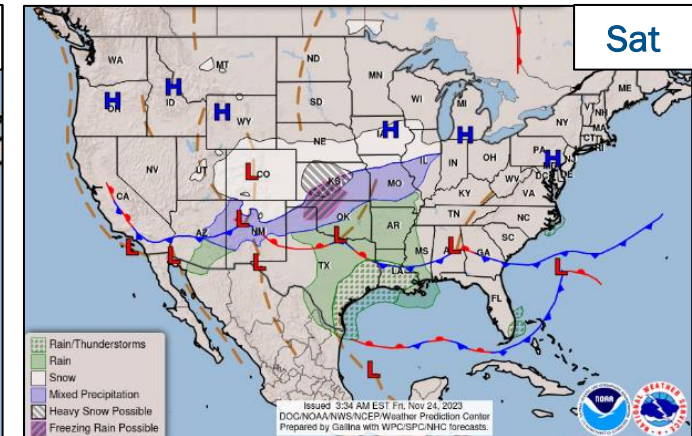 Sat
WA
MT
ND
MN
ME
H
H
OR
ID
H
WY
SD
WI
MI
NY
VT
NH
MA
CT
RI
H
IA
H
NE
PA
H
NJ
MD
DE
DC
NV
UT
L
CO
KS
MO
IL
IN
OH
WV
VA
KY
CA
AZ
L
NM
OK
L
AR
TN
NC
SC
L
L
L
TX
LA
MS
A
L
GA
L
FL
L
Rain/Thunderstorms
Rain
Snow
Mixed Precipitation
Heavy Snow Possible
Freezing Rain Possible
Issued 3:34 AM EST Fri, Nov 24, 2023
DOC/NOAA/NWS/NCEP/Weather Prediction Center
Prepared by Gallina with WPC/SPC/NHC forecasts.
NOAA
NATIONAL WEATHER SERVICE